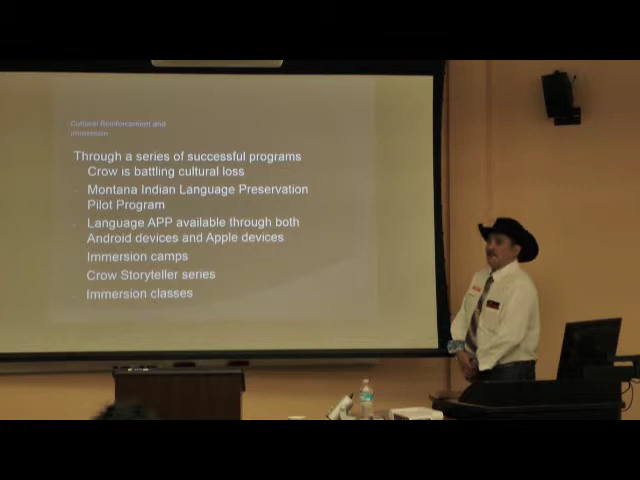 Cultural Reinforcement and
Immersion
Through a series of successful programs
Crow is battling cultural loss
- Montana Indian Language Preservation
Pilot Program
- Language APP available through both
Android devices and Apple devices
Immersion camps
Crow Storyteller series
- Immersion classes